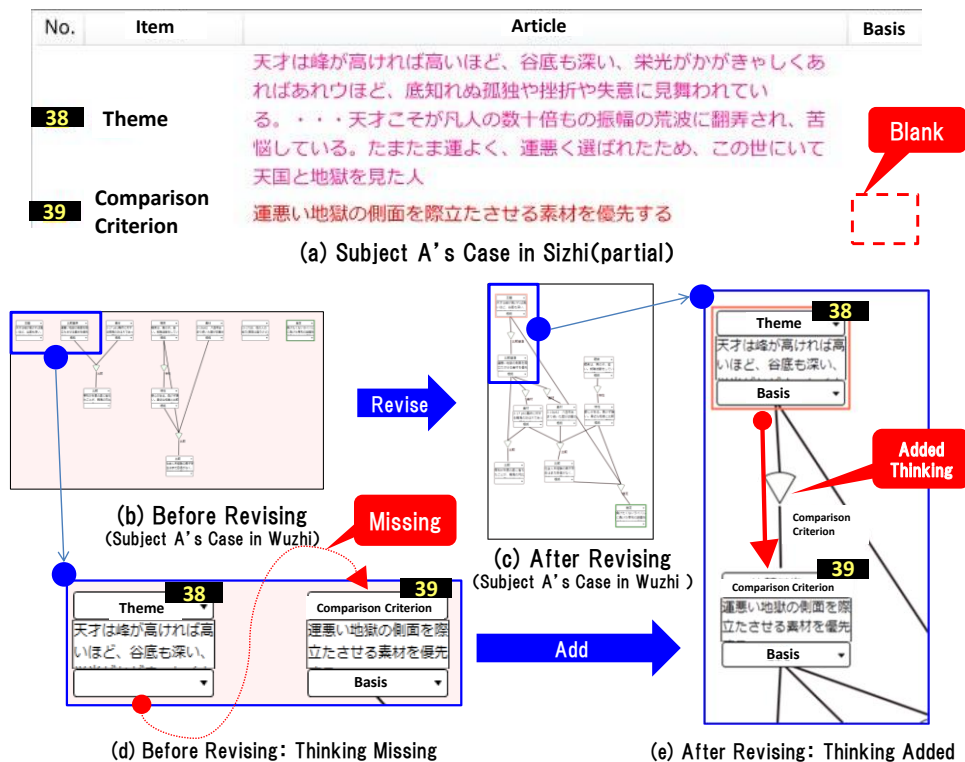 No. Item Article Basis
天才は峰が高ければ高いほど、谷底も深い、栄光がかがきゃしくあ
ればあれウほど、底知れぬ孤独や挫折や失意に見舞われてい
38 Theme る。・・・天才こそが凡人の数十倍もの振幅の荒波に翻弄され、苦
悩している。たまたま運よく、運悪く選ばれたため、この世にいて
天国と地獄を見た人
Blank
39 Comparison Criterion 運悪い地獄の側面を際立たさせる素材を優先する
(a) Subject A's Case in Sizhi(partial)
Revise
(b) Before Revising
(Subject A's Case in Wuzhi)
Missing
(c) After Revising
(Subject A's Case in Wuzhi )
38
Theme
天才は峰が高ければ高
いほど、谷底も深い、
Basis
Added
Thinking
Comparison
Criterion
39
Comparison Criterion
運悪い地獄の側面を際
立たさせる素材を優先
Basis
38
Theme
天才は峰が高ければ高
いほど、谷底も深い、
39
Comparison Criterion
運悪い地獄の側面を際
立たさせる素材を優先
Basis
Add
(d) Before Revising: Thinking Missing
(e) After Revising: Thinking Added